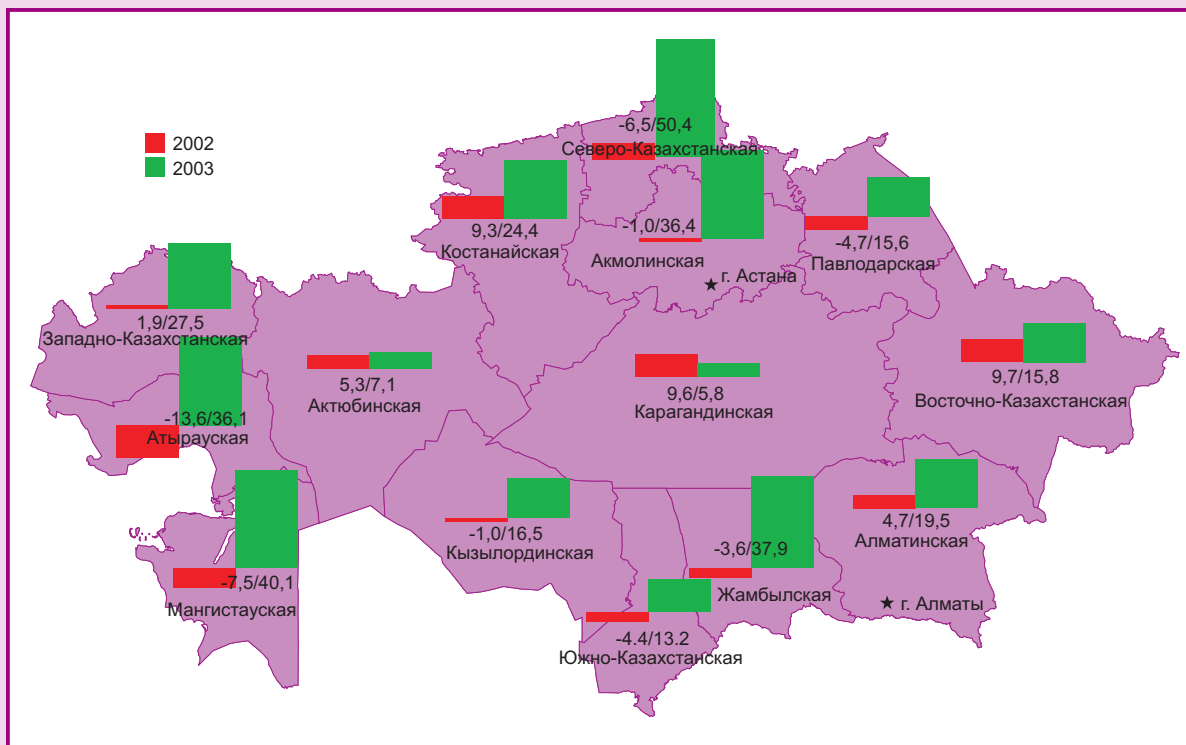 2002
2003
-6,5/50,4
Северо-Казахстанская
9,3/24,4
Костанайская
-1,0/36,4
Акмолинская
г. Астана
-4,7/15,6
Павлодарская
1,9/27,5
Западно-Казахстанская
5,3/7,1
Актюбинская
9,6/5,8
Карагандинская
9,7/15,8
Восточно-Казахстанская
-13,6/36,1
Атырауская
-1,0/16,5
Кызылординская
4,7/19,5
Алматинская
-7,5/40,1
Мангистауская
-3,6/37,9
Жамбылская
г. Алматы
-4.4/13.2
Южно-Казахстанская